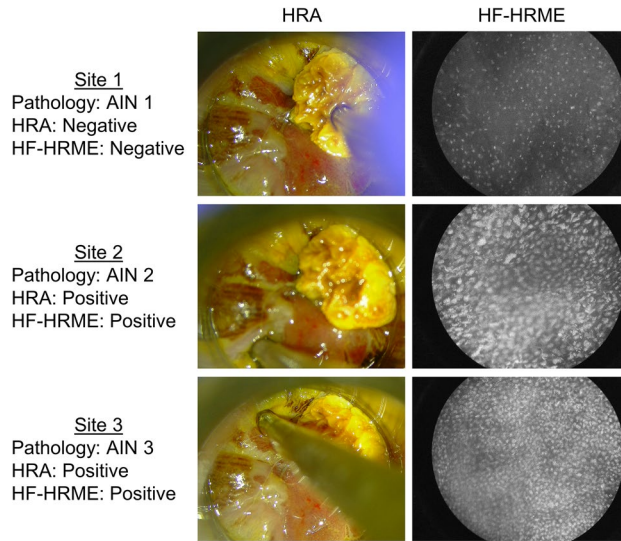 HRA
HF-HRME
Site 1
Pathology: AIN 1
HRA: Negative
HF-HRME: Negative
Site 2
Pathology: AIN 2
HRA: Positive
HF-HRME: Positive
Site 3
Pathology: AIN 3
HRA: Positive
HF-HRME: Positive